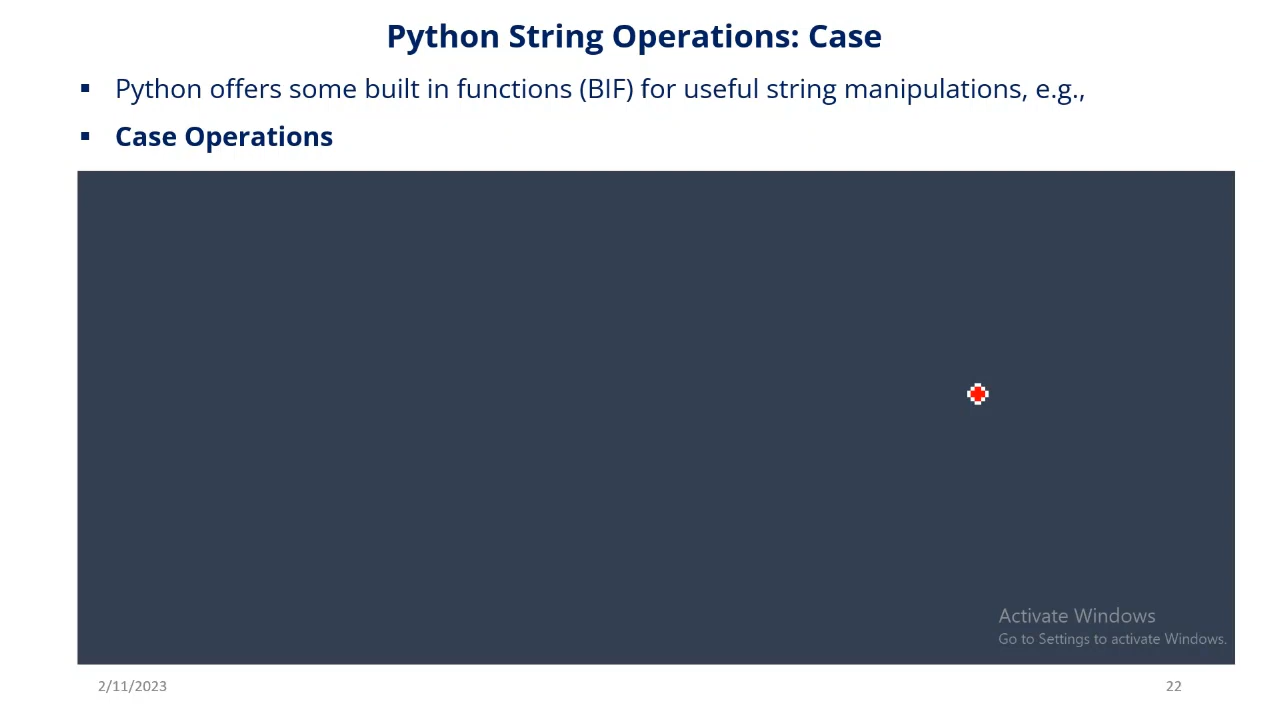 Python String Operations: Case
▪ Python offers some built in functions (BIF) for useful string manipulations, e.g.,
▪ Case Operations
Activate Windows
Go to Settings to activate Windows.
2/11/2023
22